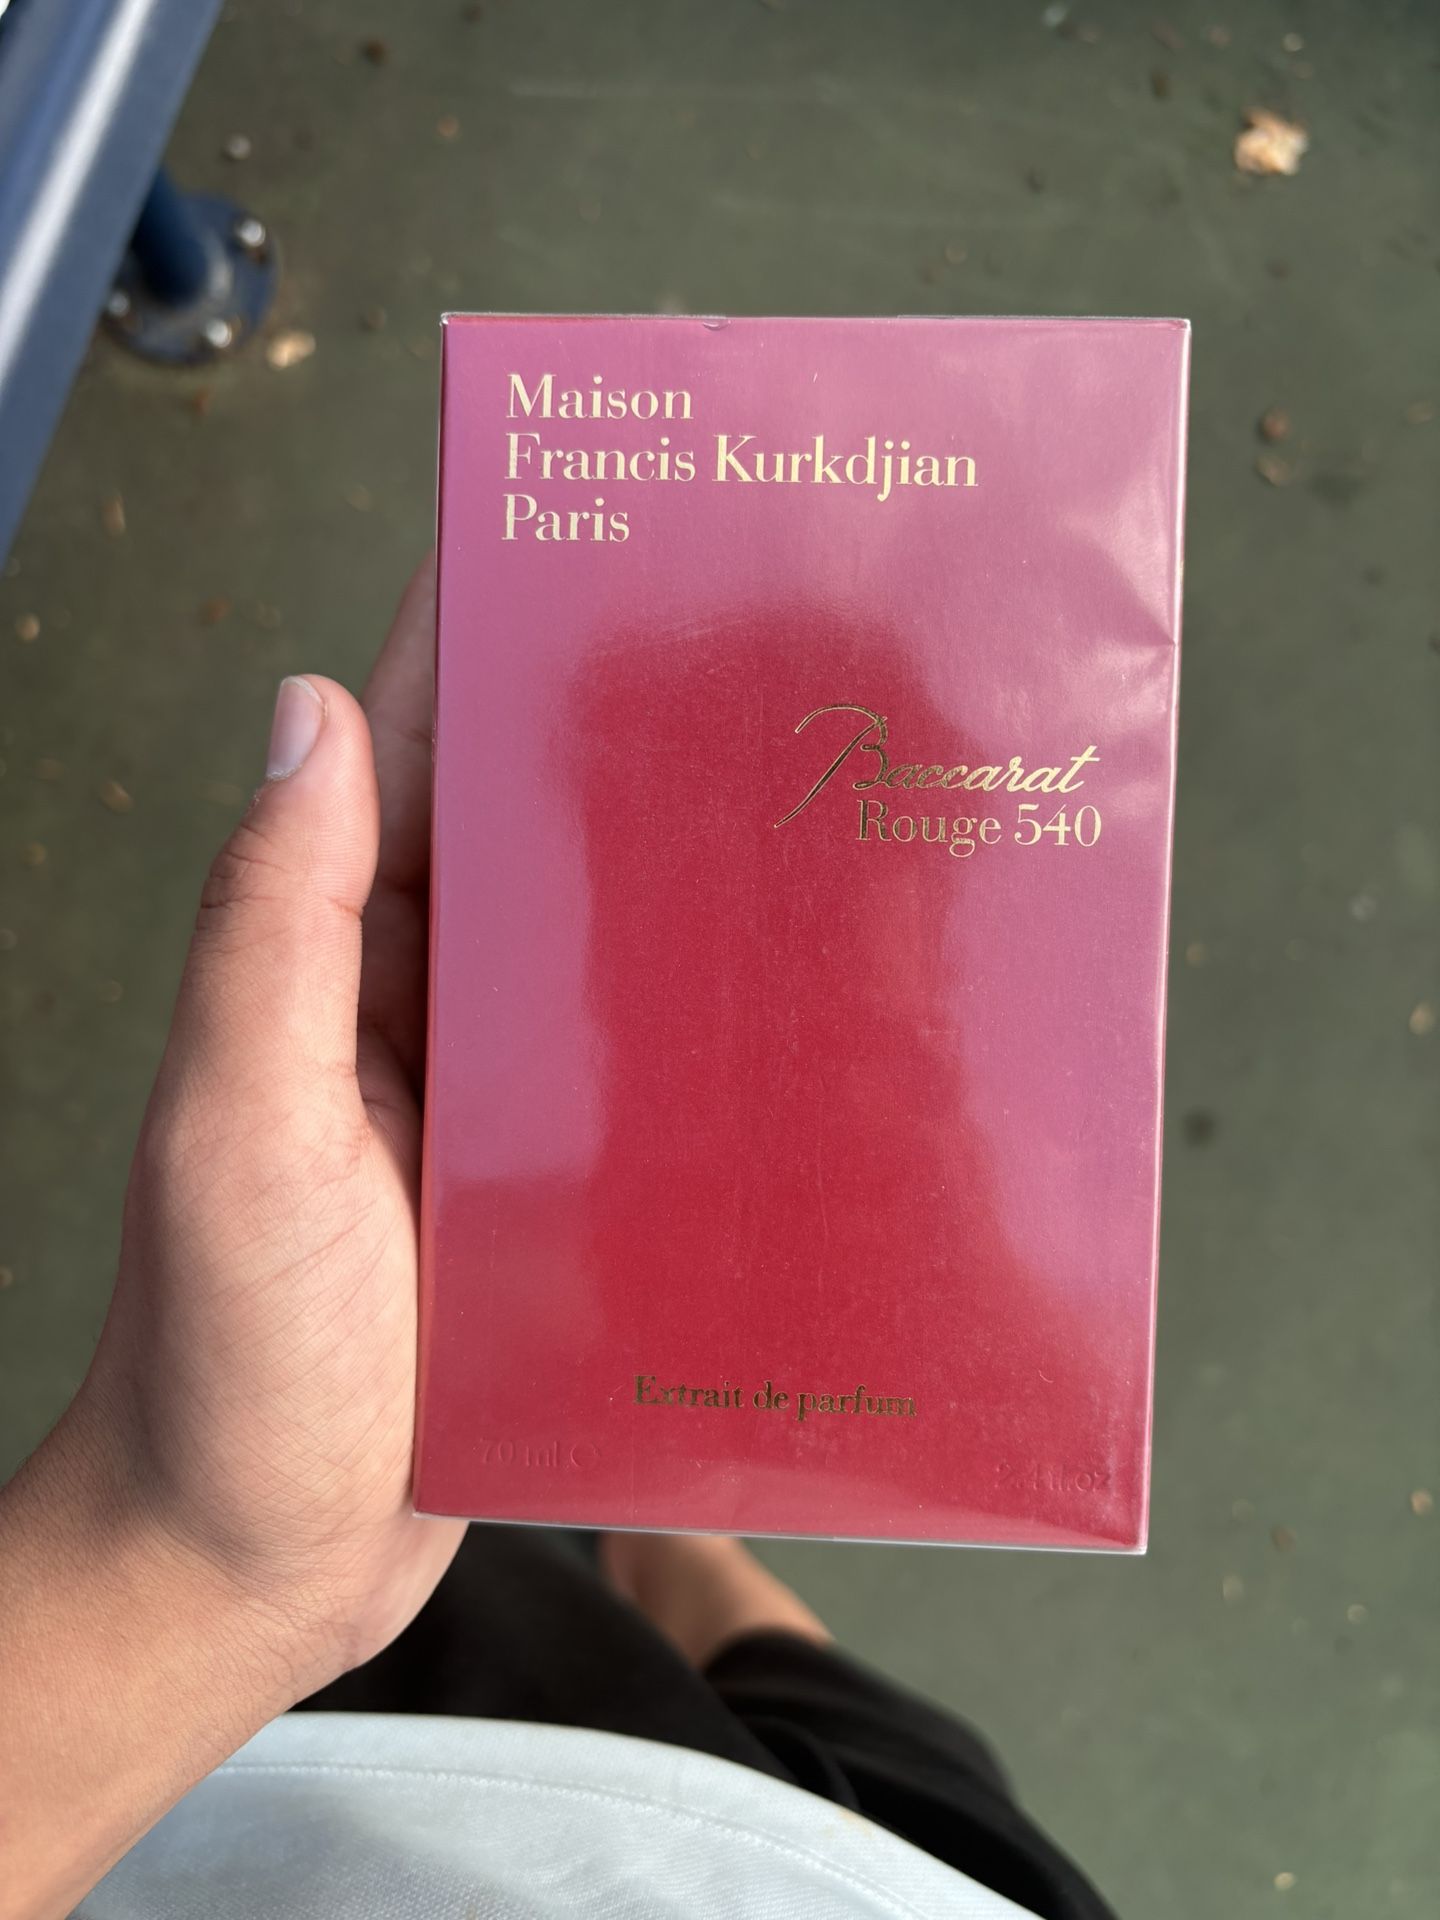 Maison
Francis Kurkdjian
Paris
Baccarat
Rouge 540
Extrait de parfum
70 ml ℮ 2.4 fl.oz